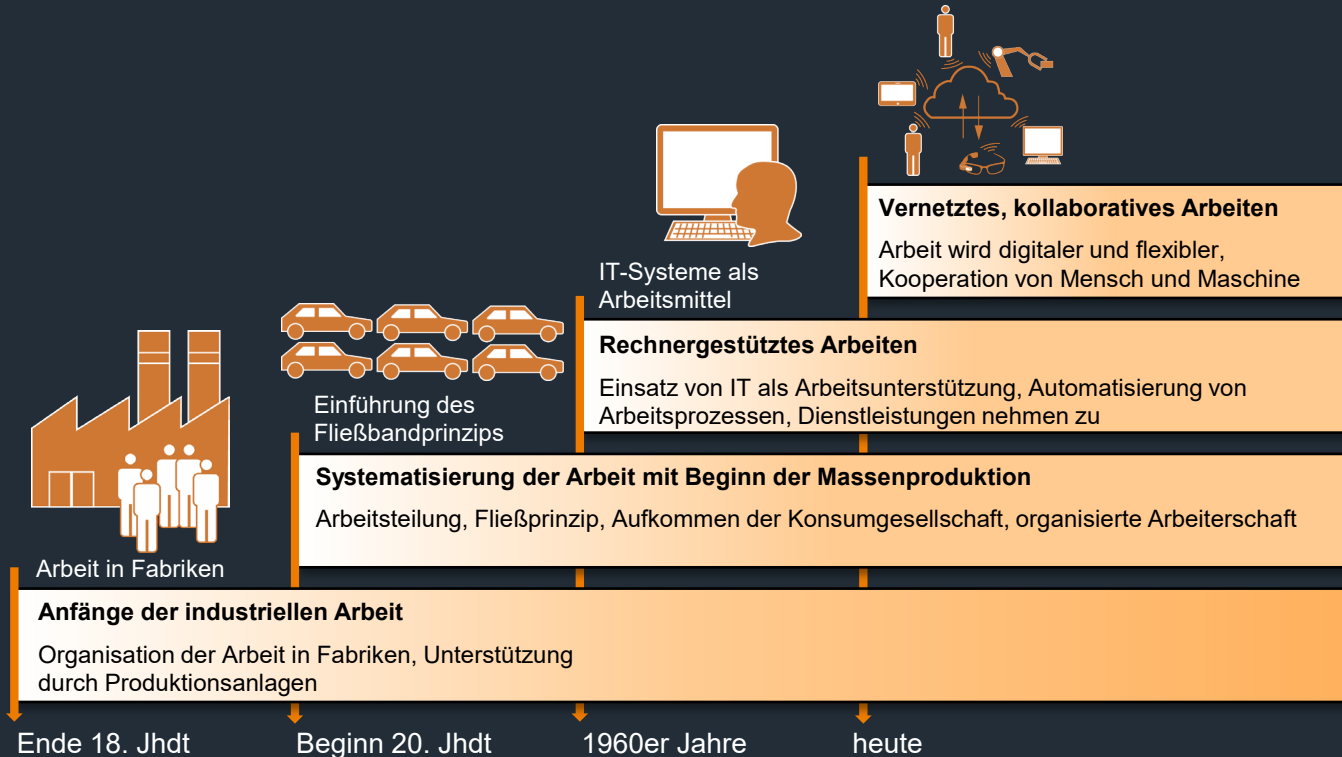 Vernetztes, kollaboratives Arbeiten
Arbeit wird digitaler und flexibler,
Kooperation von Mensch und Maschine
IT-Systeme als
Arbeitsmittel
Rechnergestütztes Arbeiten
Einsatz von IT als Arbeitsunterstützung, Automatisierung von
Arbeitsprozessen, Dienstleistungen nehmen zu
Einführung des
Fließbandprinzips
Systematisierung der Arbeit mit Beginn der Massenproduktion
Arbeitsteilung, Fließprinzip, Aufkommen der Konsumgesellschaft, organisierte Arbeiterschaft
Arbeit in Fabriken
Anfänge der industriellen Arbeit
Organisation der Arbeit in Fabriken, Unterstützung
durch Produktionsanlagen
Ende 18. Jhdt
Beginn 20. Jhdt
1960er Jahre
heute